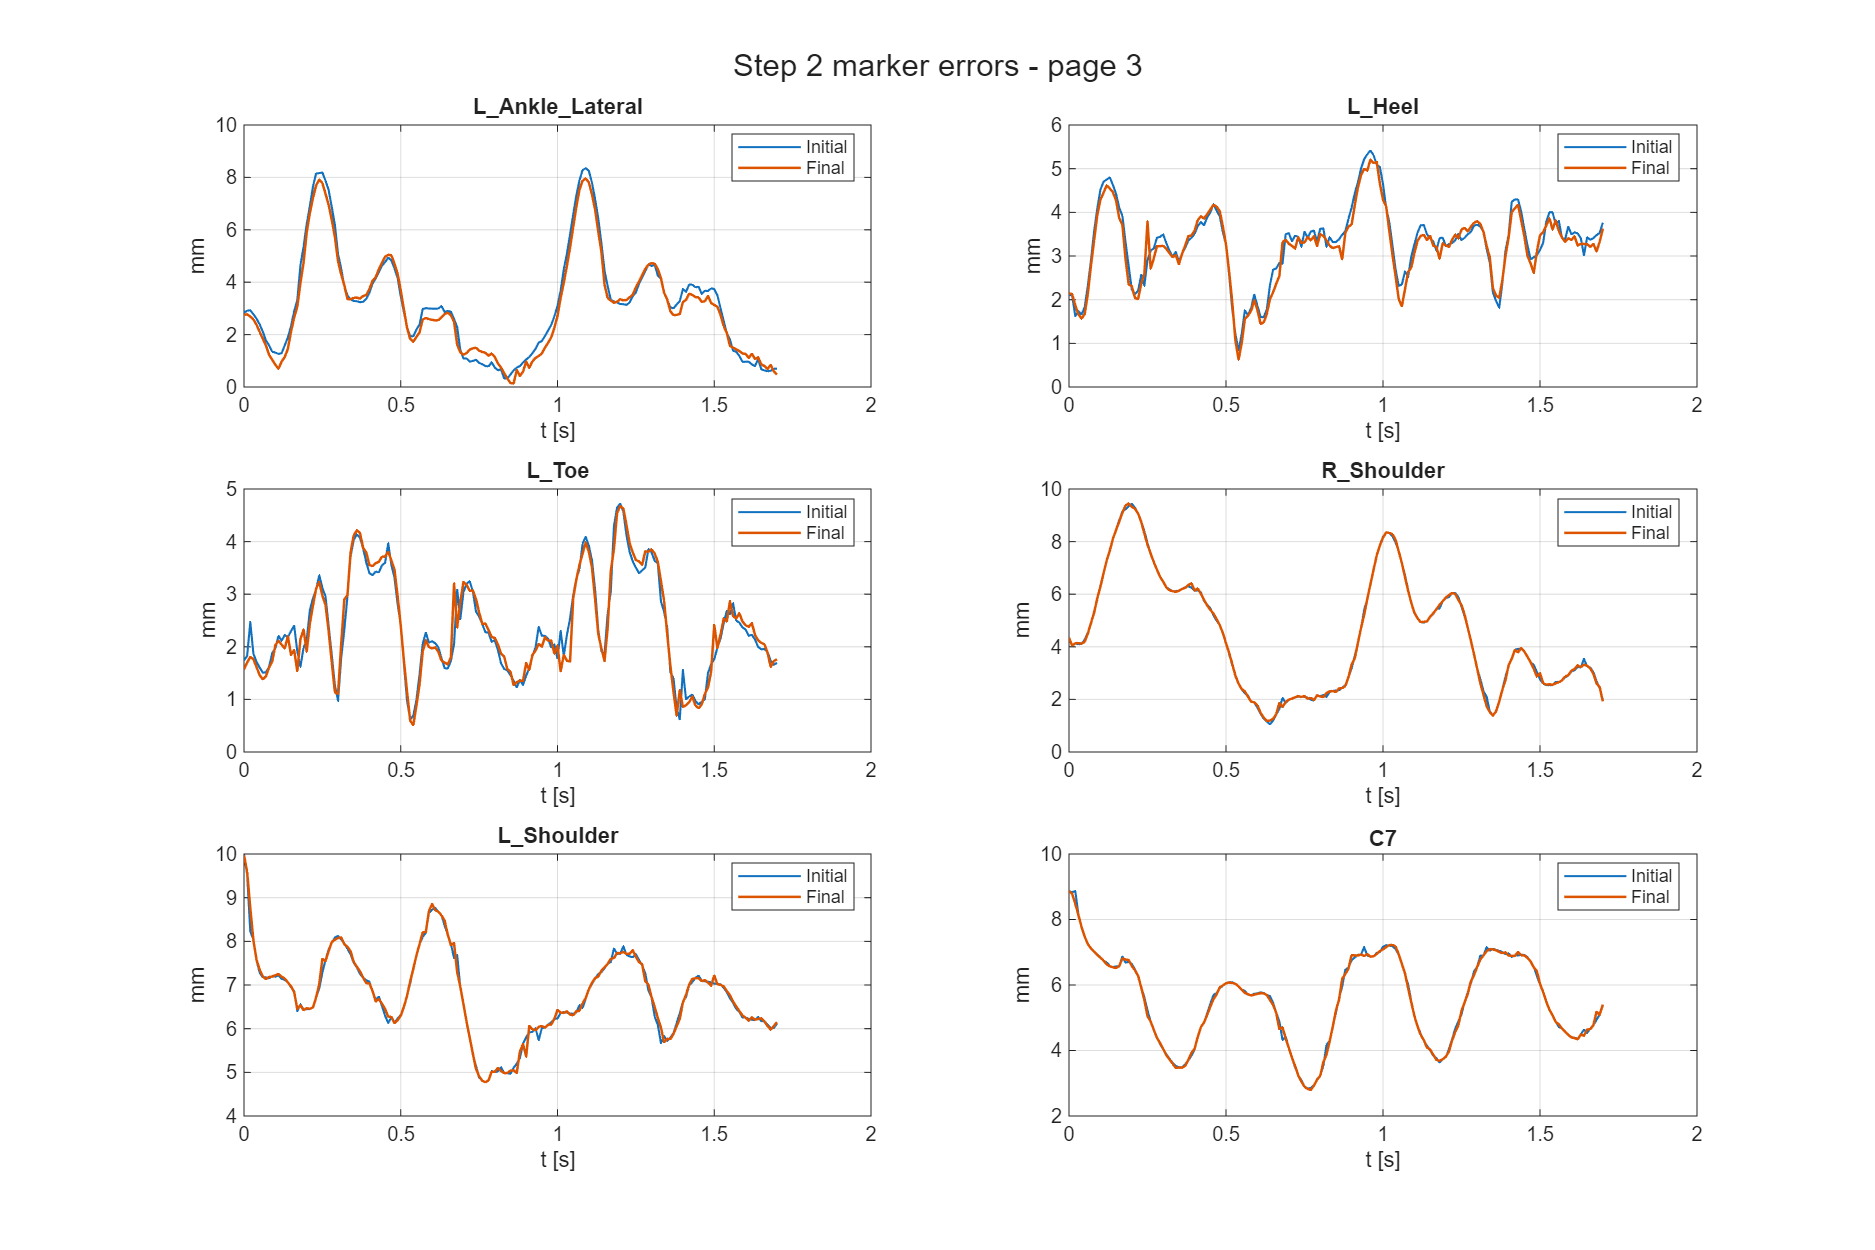 Step 2 marker errors - page 3
L_Ankle_Lateral
10
8
6
4
2
0
mm
0
0.5
1
1.5
2
t [s]
Initial
Final
L_Heel
6
5
4
3
2
1
0
mm
0
0.5
1
1.5
2
t [s]
Initial
Final
L_Toe
5
4
3
2
1
0
mm
0
0.5
1
1.5
2
t [s]
Initial
Final
R_Shoulder
10
8
6
4
2
0
mm
0
0.5
1
1.5
2
t [s]
Initial
Final
L_Shoulder
10
9
8
7
6
5
4
mm
0
0.5
1
1.5
2
t [s]
Initial
Final
C7
10
8
6
4
2
mm
0
0.5
1
1.5
2
t [s]
Initial
Final